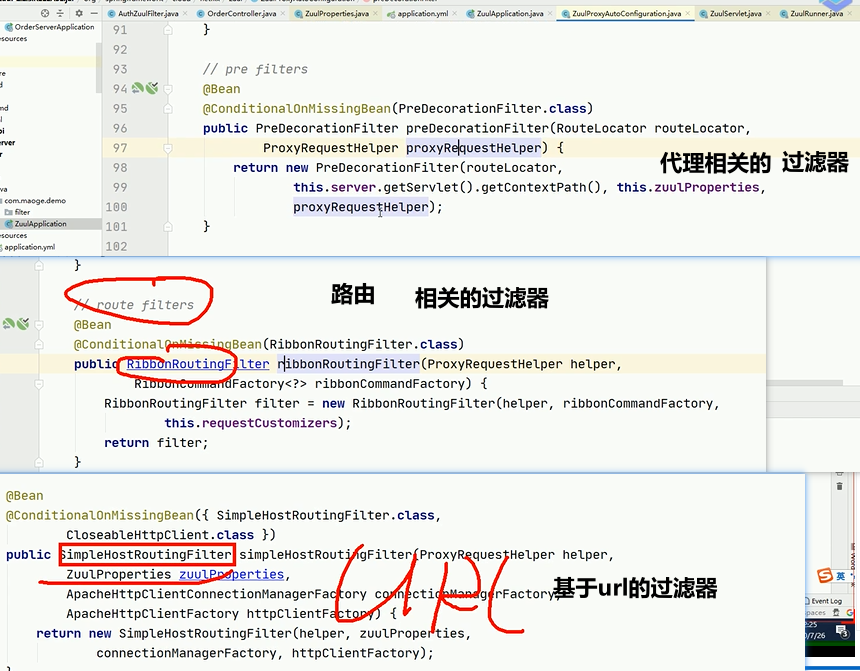 AuthZuulFilter.java × OrderController.java × ZuulProperties.java × application.yml × ZuulApplication.java × ZuulProxyAutoConfiguration.java × ZuulServlet.java × ZuulRunner.java
OrderServerApplication
esources
com.maoge.demo
filter
ZuulApplication
esources
application.yml
91 }
92
93 // pre filters
94 @Bean
95 @ConditionalOnMissingBean(PreDecorationFilter.class)
96 public PreDecorationFilter preDecorationFilter(RouteLocator routeLocator,
97 ProxyRequestHelper proxyRequestHelper) {
98 return new PreDecorationFilter(routeLocator,
99 this.server.getServlet().getContextPath(), this.zuulProperties,
100 proxyRequestHelper);
101 }
102
代理相关的 过滤器
}
// route filters
路由 相关的过滤器
@Bean
@ConditionalOnMissingBean(RibbonRoutingFilter.class)
public RibbonRoutingFilter ribbonRoutingFilter(ProxyRequestHelper helper,
RibbonCommandFactory<?> ribbonCommandFactory) {
RibbonRoutingFilter filter = new RibbonRoutingFilter(helper, ribbonCommandFactory,
this.requestCustomizers);
return filter;
}
@Bean
@ConditionalOnMissingBean({ SimpleHostRoutingFilter.class,
CloseableHttpClient.class })
public SimpleHostRoutingFilter simpleHostRoutingFilter(ProxyRequestHelper helper,
ZuulProperties zuulProperties,
ApacheHttpClientConnectionManagerFactory connectionManagerFactory,
ApacheHttpClientFactory httpClientFactory) {
return new SimpleHostRoutingFilter(helper, zuulProperties,
connectionManagerFactory, httpClientFactory);
URL
基于url的过滤器
英
Event Log